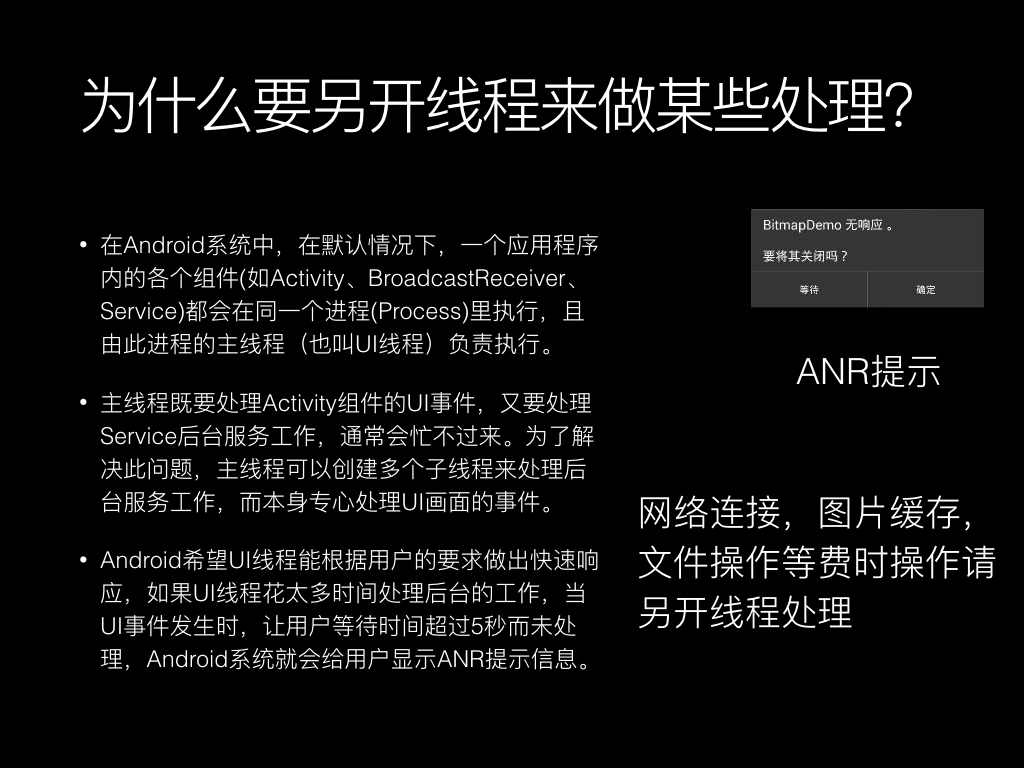 为什么要另开线程来做某些处理？
• 在Android系统中，在默认情况下，一个应用程序
内的各个组件(如Activity、BroadcastReceiver、
Service)都会在同一个进程(Process)里执行，且
由此进程的主线程（也叫UI线程）负责执行。
• 主线程既要处理Activity组件的UI事件，又要处理
Service后台服务工作，通常会忙不过来。为了解
决此问题，主线程可以创建多个子线程来处理后
台服务工作，而本身专心处理UI画面的事件。
• Android希望UI线程能根据用户的要求做出快速响
应，如果UI线程花太多时间处理后台的工作，当
UI事件发生时，让用户等待时间超过5秒而未处
理，Android系统就会给用户显示ANR提示信息。
BitmapDemo 无响应 。
要将其关闭吗？
等待
确定
ANR提示
网络连接，图片缓存，
文件操作等费时操作请
另开线程处理